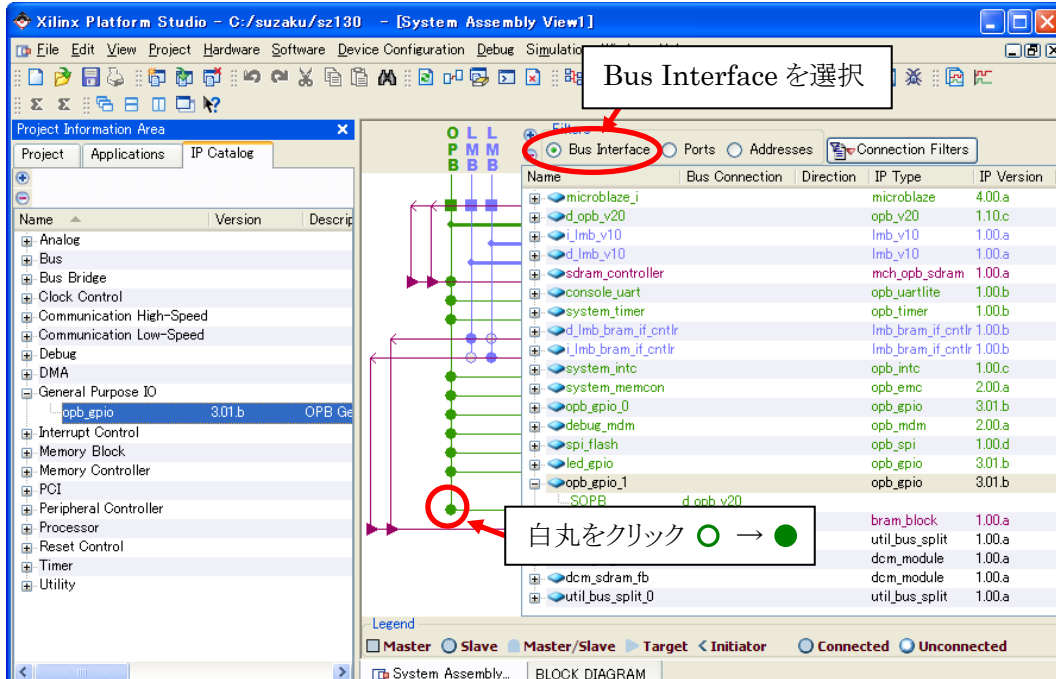 Xilinx Platform Studio - C:/suzaku/sz130 - [System Assembly View1]
File Edit View Project Hardware Software Device Configuration Debug
Bus Interface を選択
Project Information Area
Project Applications IP Catalog
Name Version Descrip
Analog
Bus
Bus Bridge
Clock Control
Communication High-Speed
Communication Low-Speed
Debug
DMA
General Purpose IO
opb_gpio 3.01.b OPB Ge
Interrupt Control
Memory Block
Memory Controller
PCI
Peripheral Controller
Processor
Reset Control
Timer
Utility
OPB LMB LMB
Filters
Bus Interface Ports Addresses Connection Filters
Name Bus Connection Direction IP Type IP Version
microblaze_i microblaze 4.00.a
d_opb_v20 opb_v20 1.10.c
i_lmb_v10 lmb_v10 1.00.a
d_lmb_v10 lmb_v10 1.00.a
sdram_controller mch_opb_sdram 1.00.a
console_uart opb_uartlite 1.00.b
system_timer opb_timer 1.00.b
d_lmb_bram_if_cntlr lmb_bram_if_cntlr 1.00.b
i_lmb_bram_if_cntlr lmb_bram_if_cntlr 1.00.b
system_intc opb_intc 1.00.c
system_memcon opb_emc 2.00.a
opb_gpio_0 opb_gpio 3.01.b
debug_mdm opb_mdm 2.00.a
spi_flash opb_spi 1.00.d
led_gpio opb_gpio 3.01.b
opb_gpio_1 opb_gpio 3.01.b
SOPB d_opb_v20
bram_block 1.00.a
白丸をクリック ○ → ●
util_bus_split 1.00.a
dcm_module 1.00.a
dcm_sdram_fb dcm_module 1.00.a
util_bus_split_0 util_bus_split 1.00.a
Legend
Master Slave Master/Slave Target Initiator Connected Unconnected
System Assembly... BLOCK DIAGRAM